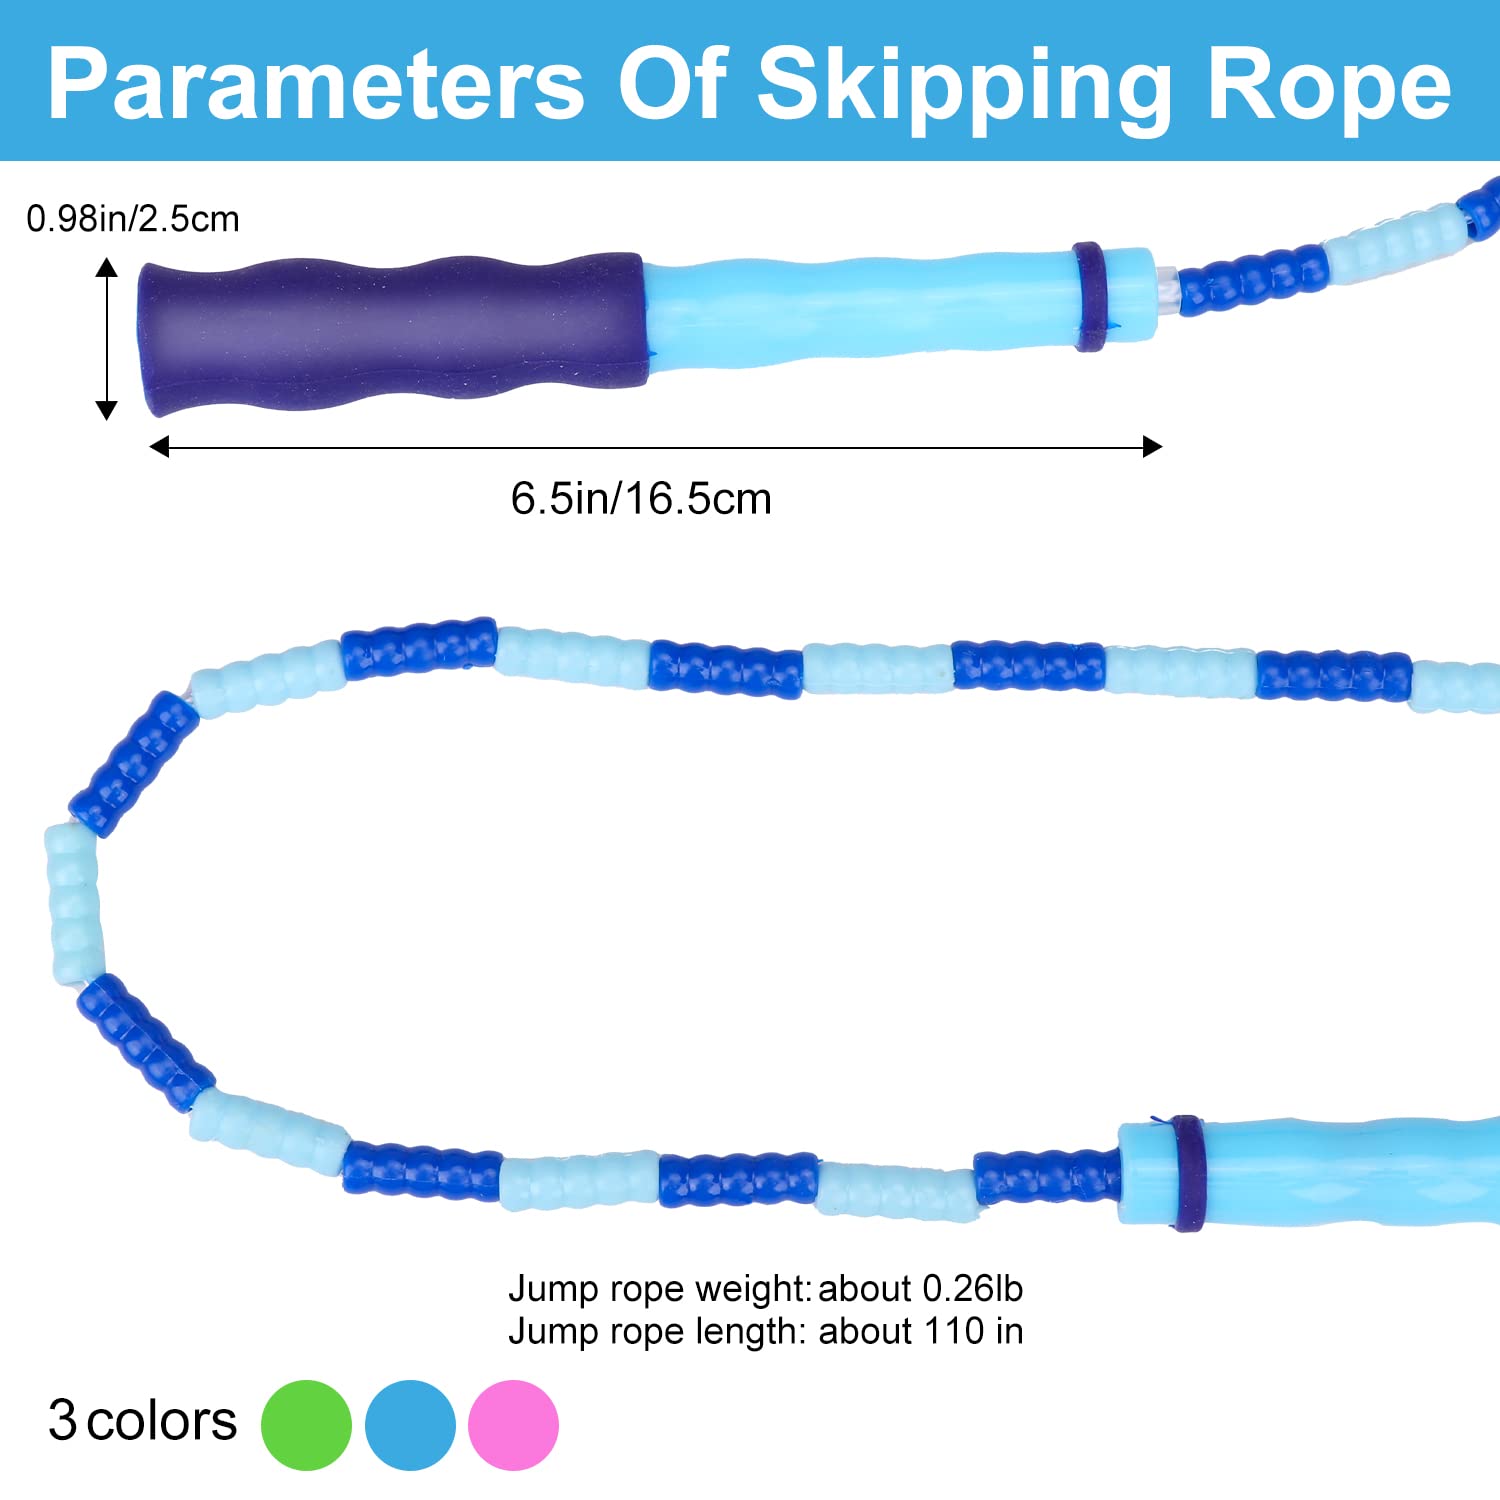 Parameters Of Skipping Rope
0.98in/2.5cm
6.5in/16.5cm
Jump rope weight: about 0.26lb
Jump rope length: about 110 in
3 colors